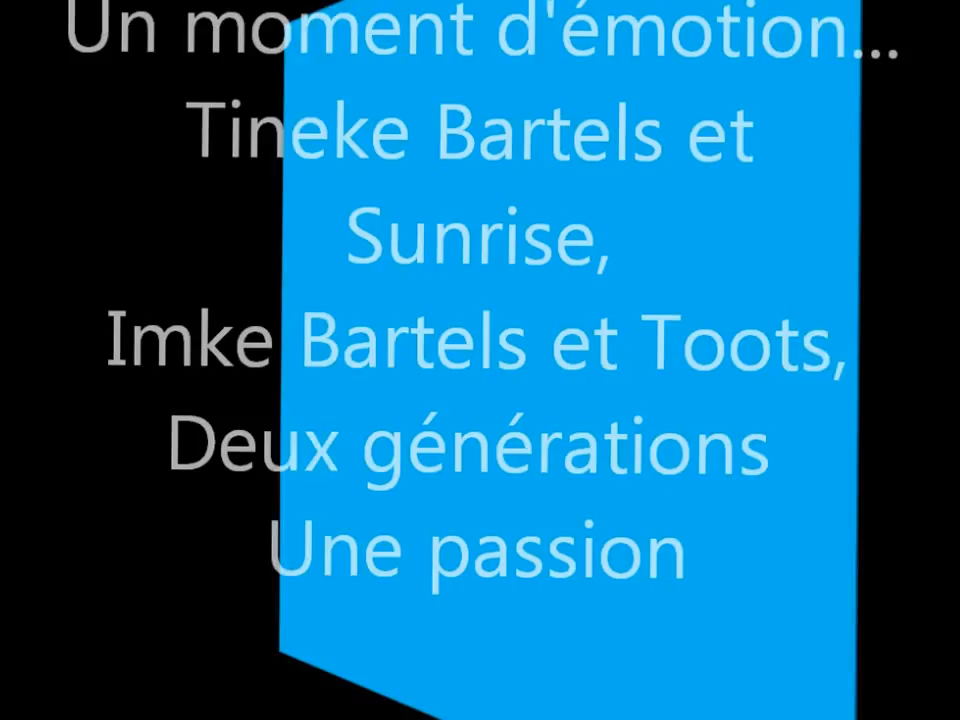 Un moment d'émotion...
Tineke Bartels et
Sunrise,
Imke Bartels et Toots,
Deux générations
Une passion